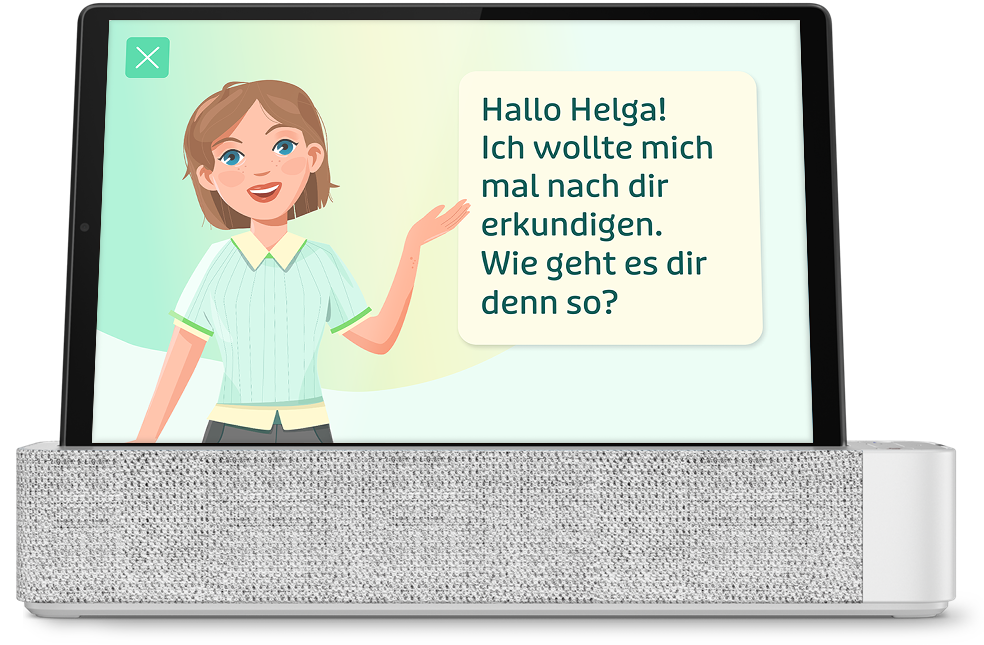 Hallo Helga!
Ich wollte mich
mal nach dir
erkundigen.
Wie geht es dir
denn so?